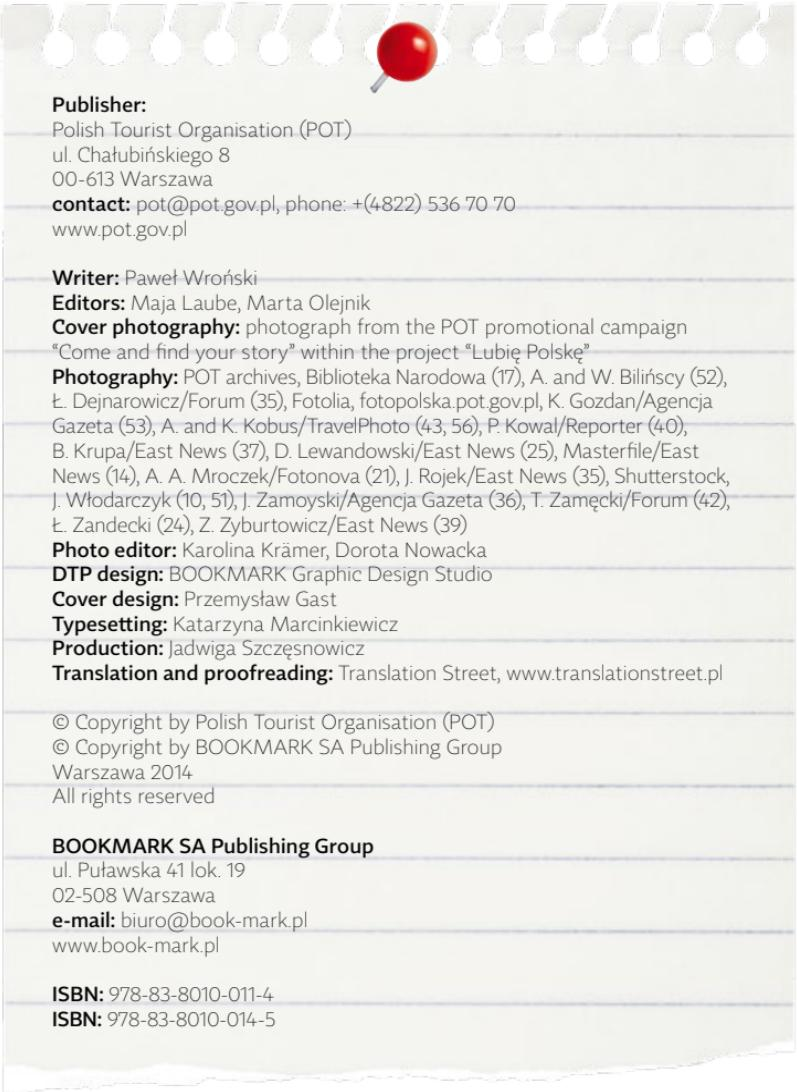 Publisher:
Polish Tourist Organisation (POT)
ul. Chałubińskiego 8
00-613 Warszawa
contact: pot@pot.gov.pl, phone: +(4822) 536 70 70
www.pot.gov.pl
Writer: Paweł Wroński
Editors: Maja Laube, Marta Olejnik
Cover photography: photograph from the POT promotional campaign
“Come and find your story” within the project “Lubię Polskę”
Photography: POT archives, Biblioteka Narodowa (17), A. and W. Bilińscy (52),
Ł. Dejnarowicz/Forum (35), Fotolia, fotopolska.pot.gov.pl, K. Gozdan/Agencja
Gazeta (53), A. and K. Kobus/TravelPhoto (43, 56), P. Kowal/Reporter (40),
B. Krupa/East News (37), D. Lewandowski/East News (25), Masterfile/East
News (14), A. A. Mroczek/Fotonova (21), J. Rojek/East News (35), Shutterstock,
J. Włodarczyk (10, 51), J. Zamoyski/Agencja Gazeta (36), T. Zamęcki/Forum (42),
Ł. Zandecki (24), Z. Zyburtowicz/East News (39)
Photo editor: Karolina Krämer, Dorota Nowacka
DTP design: BOOKMARK Graphic Design Studio
Cover design: Przemysław Gast
Typesetting: Katarzyna Marcinkiewicz
Production: Jadwiga Szczęsnowicz
Translation and proofreading: Translation Street, www.translationstreet.pl
© Copyright by Polish Tourist Organisation (POT)
© Copyright by BOOKMARK SA Publishing Group
Warszawa 2014
All rights reserved
BOOKMARK SA Publishing Group
ul. Puławska 41 lok. 19
02-508 Warszawa
e-mail: biuro@book-mark.pl
www.book-mark.pl
ISBN: 978-83-8010-011-4
ISBN: 978-83-8010-014-5